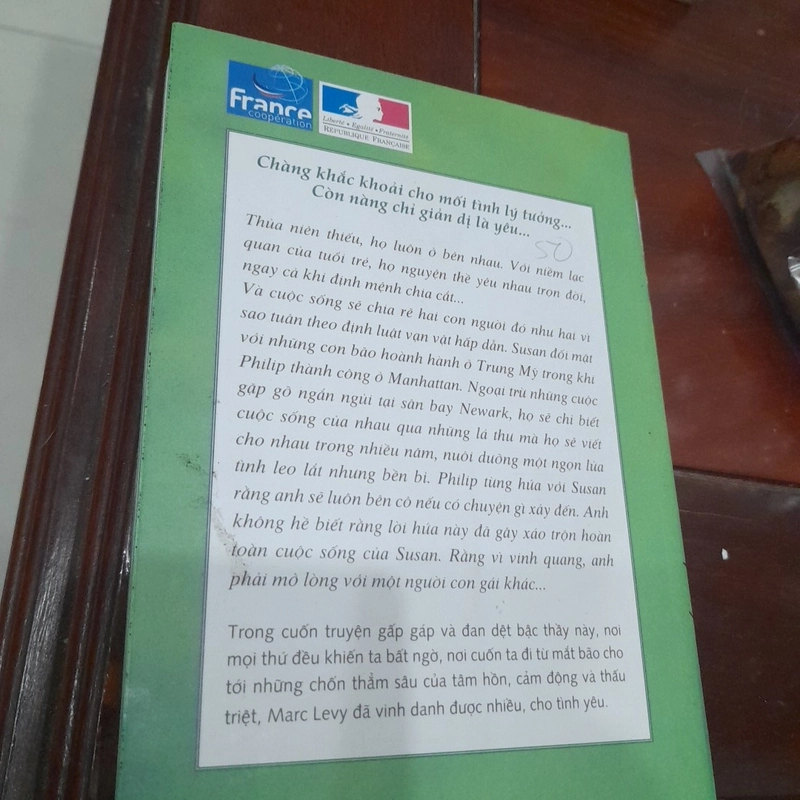 France
coopération
Liberté • Egalité • Fraternité
REPUBLIQUE FRANÇAISE
Chàng khắc khoải cho mối tình lý tưởng...
Còn nàng chỉ giản dị là yêu...
50
Thủa niên thiếu, họ luôn ở bên nhau. Với niềm lạc
quan của tuổi trẻ, họ nguyện thề yêu nhau trọn đời,
ngay cả khi định mệnh chia cắt...
Và cuộc sống sẽ chia rẽ hai con người đó như hai vì
sao tuân theo định luật vạn vật hấp dẫn. Susan đối mặt
với những cơn bão hoành hành ở Trung Mỹ trong khi
Philip thành công ở Manhattan. Ngoại trừ những cuộc
gặp gỡ ngắn ngủi tại sân bay Newark, họ sẽ chỉ biết
cuộc sống của nhau qua những lá thư mà họ sẽ viết
cho nhau trong nhiều năm, nuôi dưỡng một ngọn lửa
tình leo lắt nhưng bền bỉ. Philip từng hứa với Susan
rằng anh sẽ luôn bên cô nếu có chuyện gì xảy đến. Anh
không hề biết rằng lời hứa này đã gây xáo trộn hoàn
toàn cuộc sống của Susan. Rằng vì vinh quang, anh
phải mở lòng với một người con gái khác...
Trong cuốn truyện gấp gáp và đan dệt bậc thầy này, nơi
mọi thứ đều khiến ta bất ngờ, nơi cuốn ta đi từ mắt bão cho
tới những chốn thẳm sâu của tâm hồn, cảm động và thấu
triệt, Marc Levy đã vinh danh được nhiều, cho tình yêu.